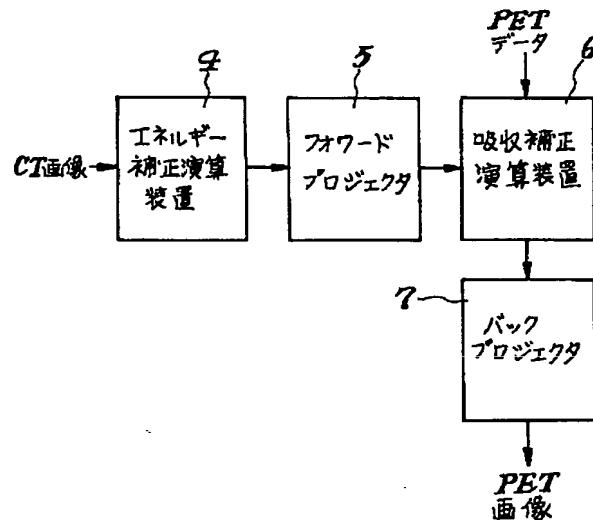 PET
データ
4
5
6
CT画像
エネルギー
補正演算
装置
フオワード
プロジェクタ
吸収補正
演算装置
7
バック
プロジェクタ
PET
画像